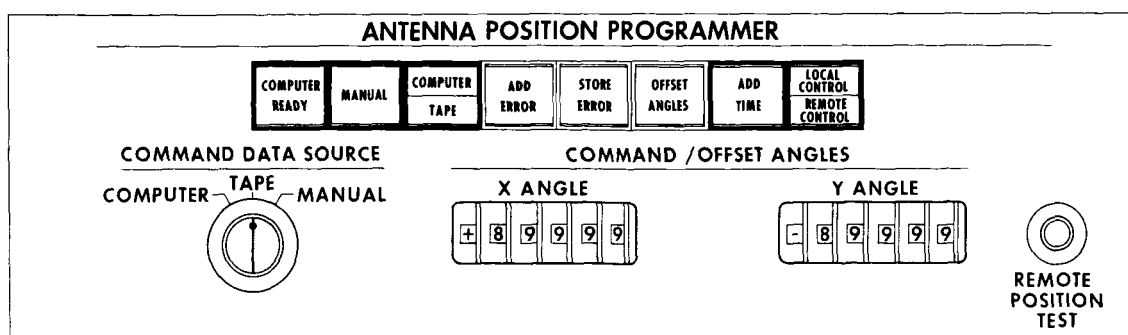 ANTENNA POSITION PROGRAMMER
COMPUTER READY
MANUAL
COMPUTER
TAPE
ADD ERROR
STORE ERROR
OFFSET ANGLES
ADD TIME
LOCAL CONTROL
REMOTE CONTROL
COMMAND DATA SOURCE
COMPUTER TAPE MANUAL
COMMAND /OFFSET ANGLES
X ANGLE
+ 8 9 9 9 9
Y ANGLE
- 8 9 9 9 9
REMOTE
POSITION
TEST